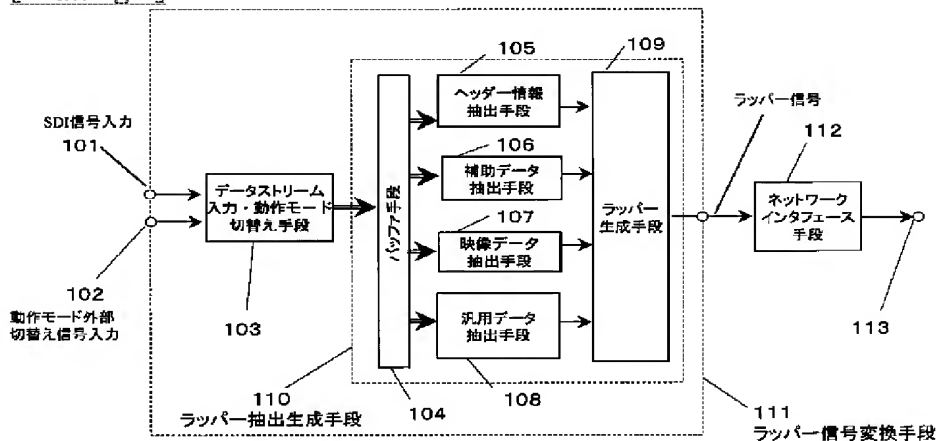 105
ヘッダー情報
抽出手段
109
SDI信号入力
101
106
補助データ
抽出手段
ラッパー信号
112
データストリーム
入力・動作モード
切替え手段
バッファ手段
107
映像データ
抽出手段
ラッパー
生成手段
ネットワーク
インタフェース
手段
102
動作モード外部
切替え信号入力
103
汎用データ
抽出手段
113
110
ラッパー抽出生成手段
104
108
111
ラッパー信号変換手段